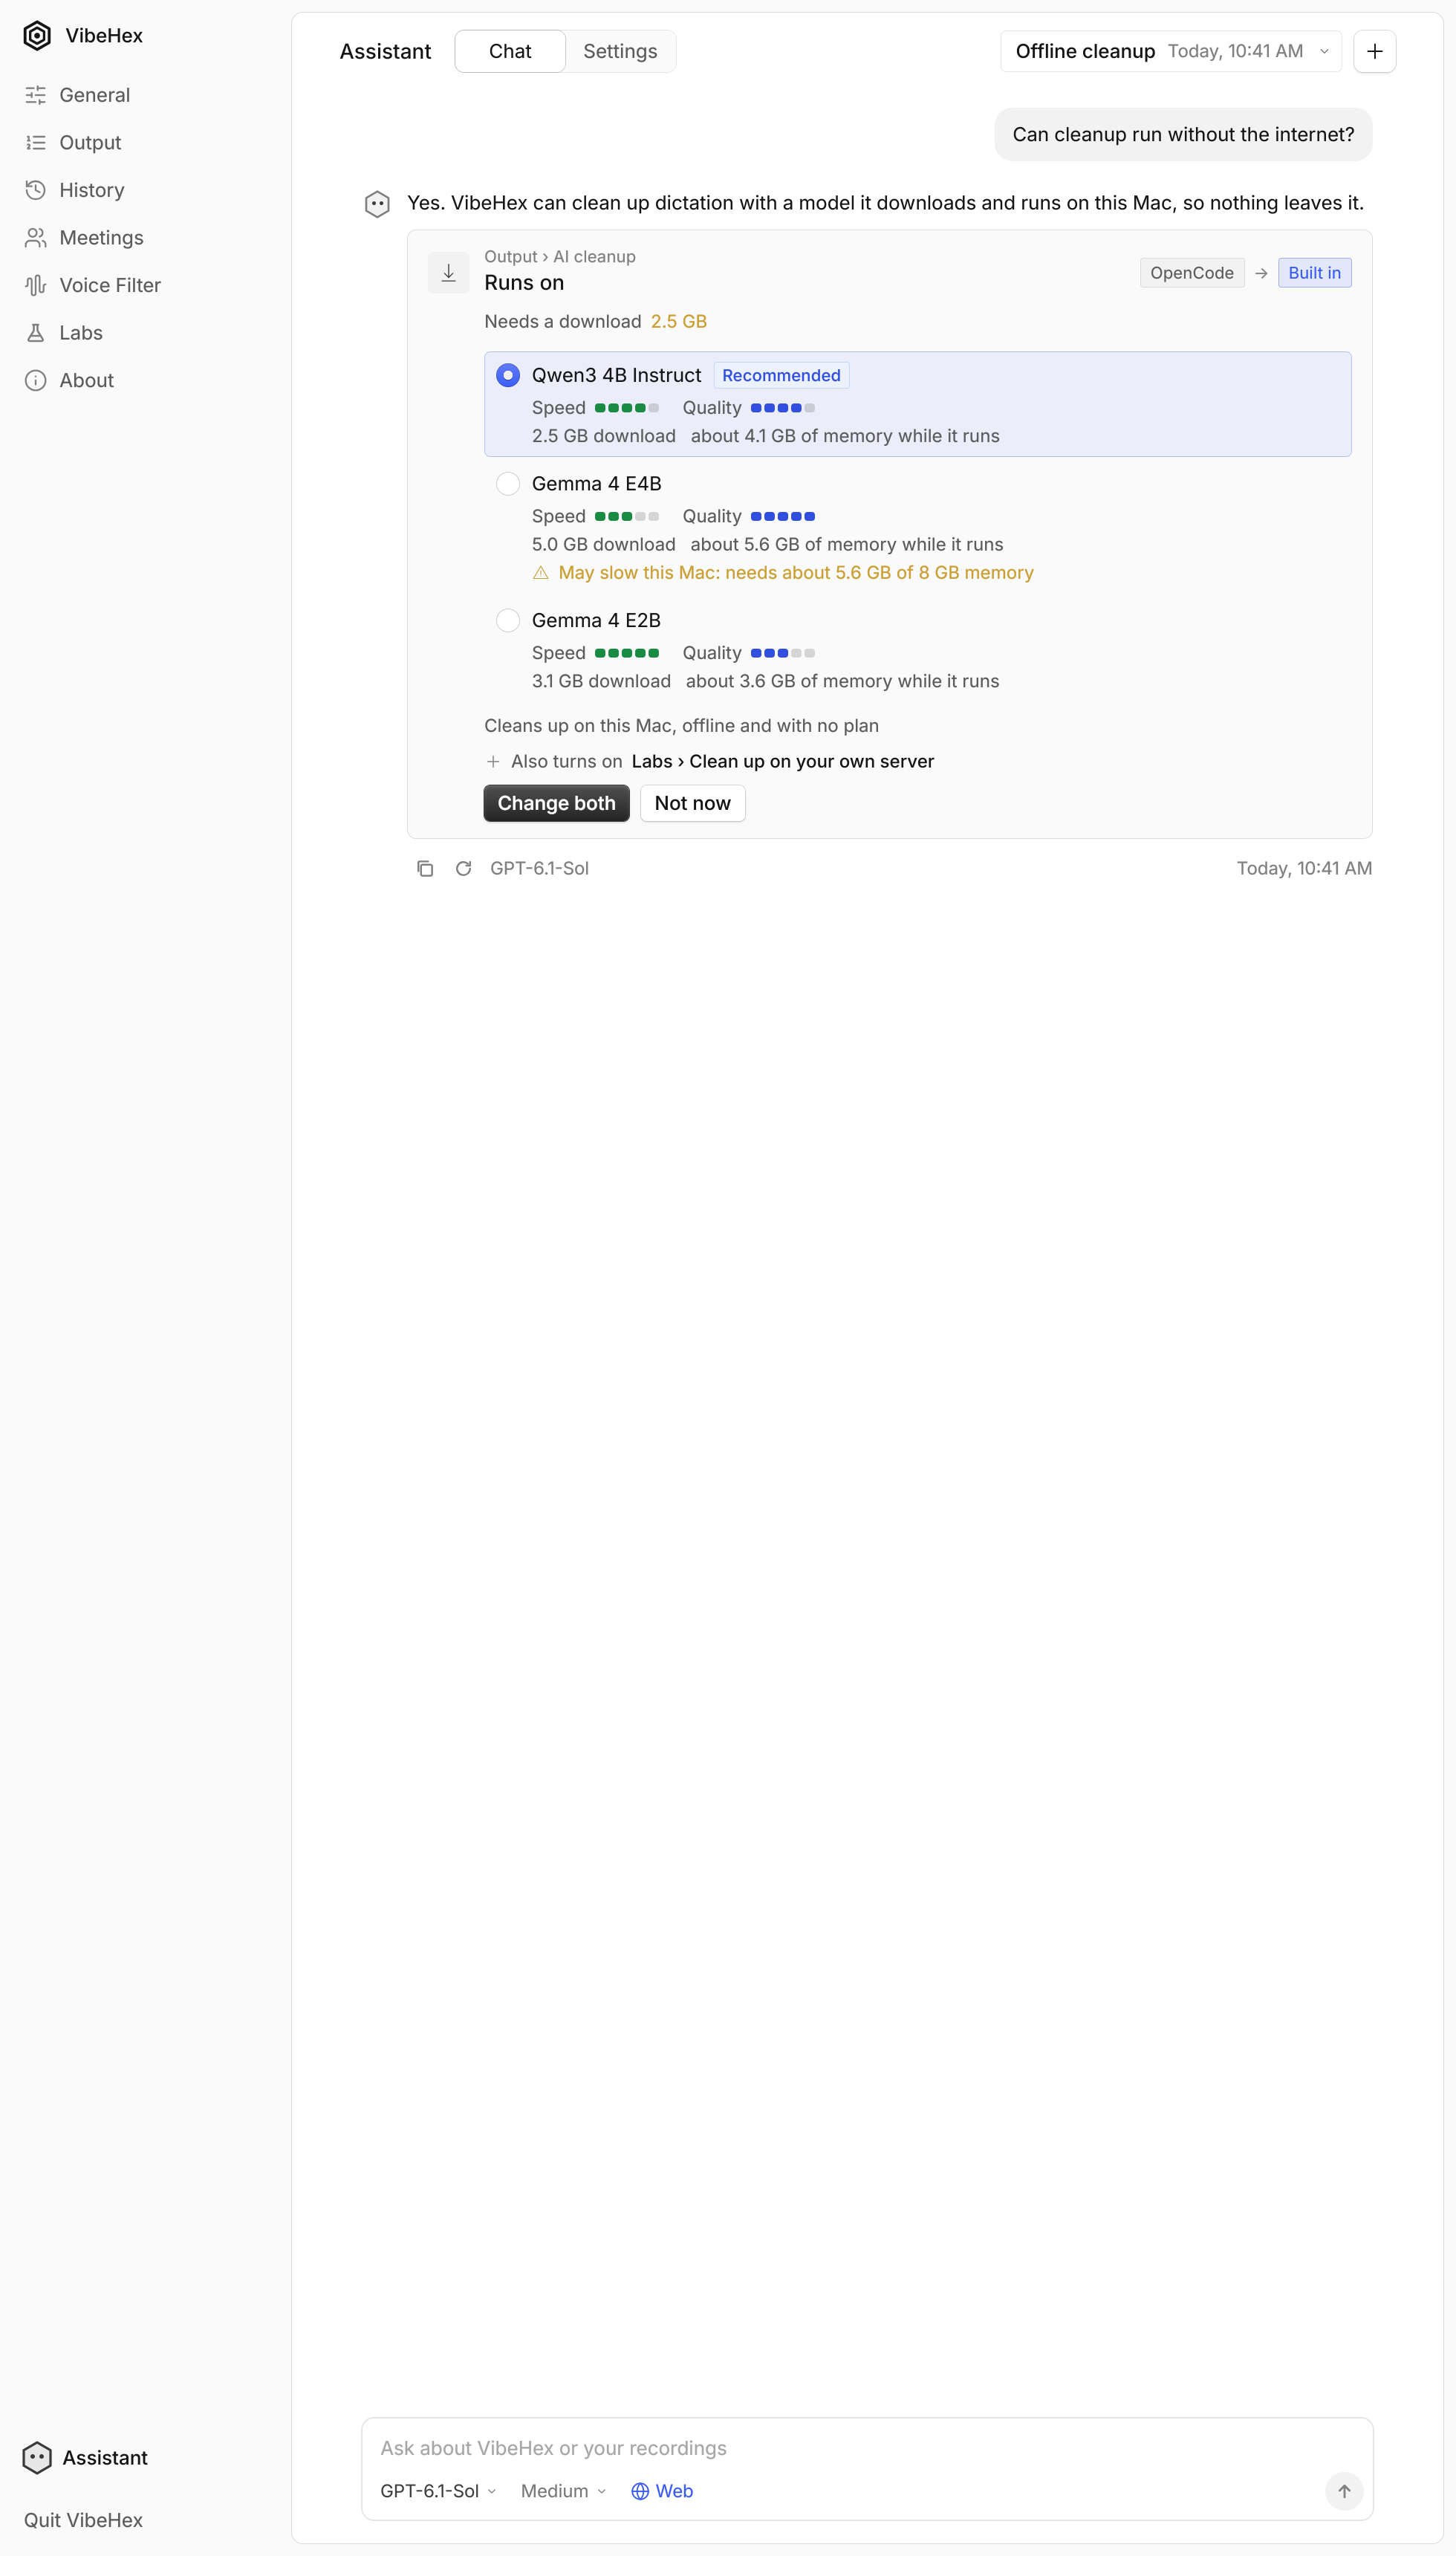 VibeHex
General
Output
History
Meetings
Voice Filter
Labs
About
Assistant
Quit VibeHex
Assistant Chat Settings
Offline cleanup Today, 10:41 AM
Can cleanup run without the internet?
Yes. VibeHex can clean up dictation with a model it downloads and runs on this Mac, so nothing leaves it.
Output › AI cleanup
Runs on
OpenCode → Built in
Needs a download 2.5 GB
Qwen3 4B Instruct Recommended
Speed Quality
2.5 GB download about 4.1 GB of memory while it runs
Gemma 4 E4B
Speed Quality
5.0 GB download about 5.6 GB of memory while it runs
May slow this Mac: needs about 5.6 GB of 8 GB memory
Gemma 4 E2B
Speed Quality
3.1 GB download about 3.6 GB of memory while it runs
Cleans up on this Mac, offline and with no plan
+ Also turns on Labs › Clean up on your own server
Change both Not now
GPT-6.1-Sol Today, 10:41 AM
Ask about VibeHex or your recordings
GPT-6.1-Sol Medium Web